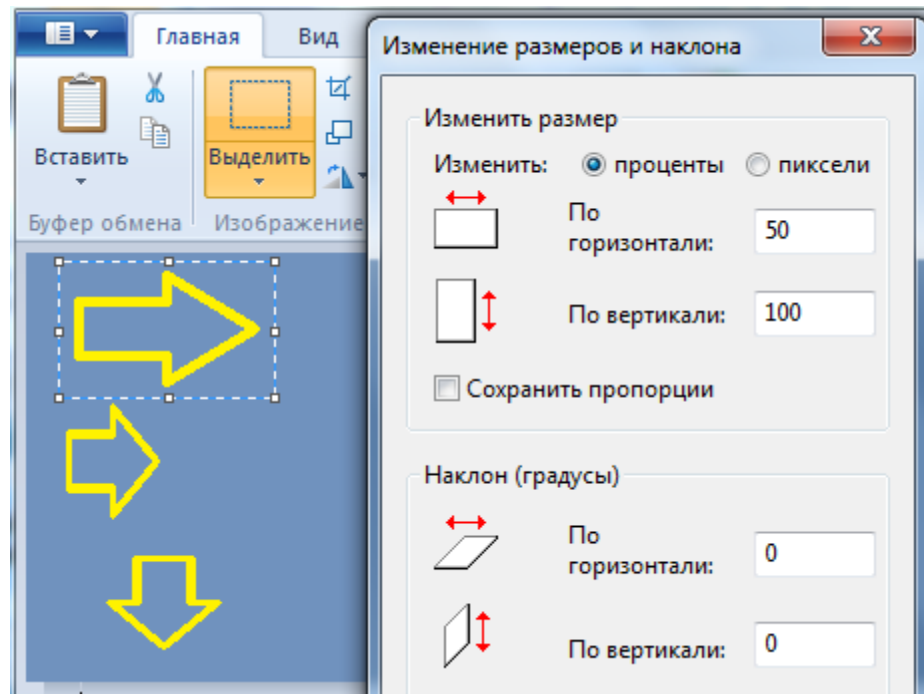 Главная Вид
Изменение размеров и наклона
Вставить
Выделить
Буфер обмена
Изображение
Изменить размер
Изменить: проценты пиксели
По
горизонтали:
50
По вертикали:
100
Сохранить пропорции
Наклон (градусы)
По
горизонтали:
0
По вертикали:
0